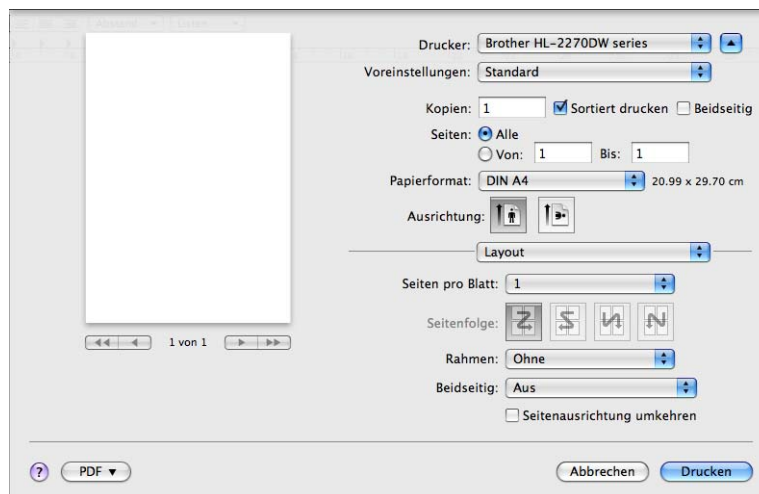 Abstand Listen
Drucker: Brother HL-2270DW series
Voreinstellungen: Standard
Kopien: 1 Sortiert drucken Beidseitig
Seiten: Alle
Von: 1 Bis: 1
Papierformat: DIN A4 20.99 x 29.70 cm
Ausrichtung:
Layout
Seiten pro Blatt: 1
Seitenfolge:
1 von 1
Rahmen: Ohne
Beidseitig: Aus
Seitenausrichtung umkehren
? PDF Abbrechen Drucken